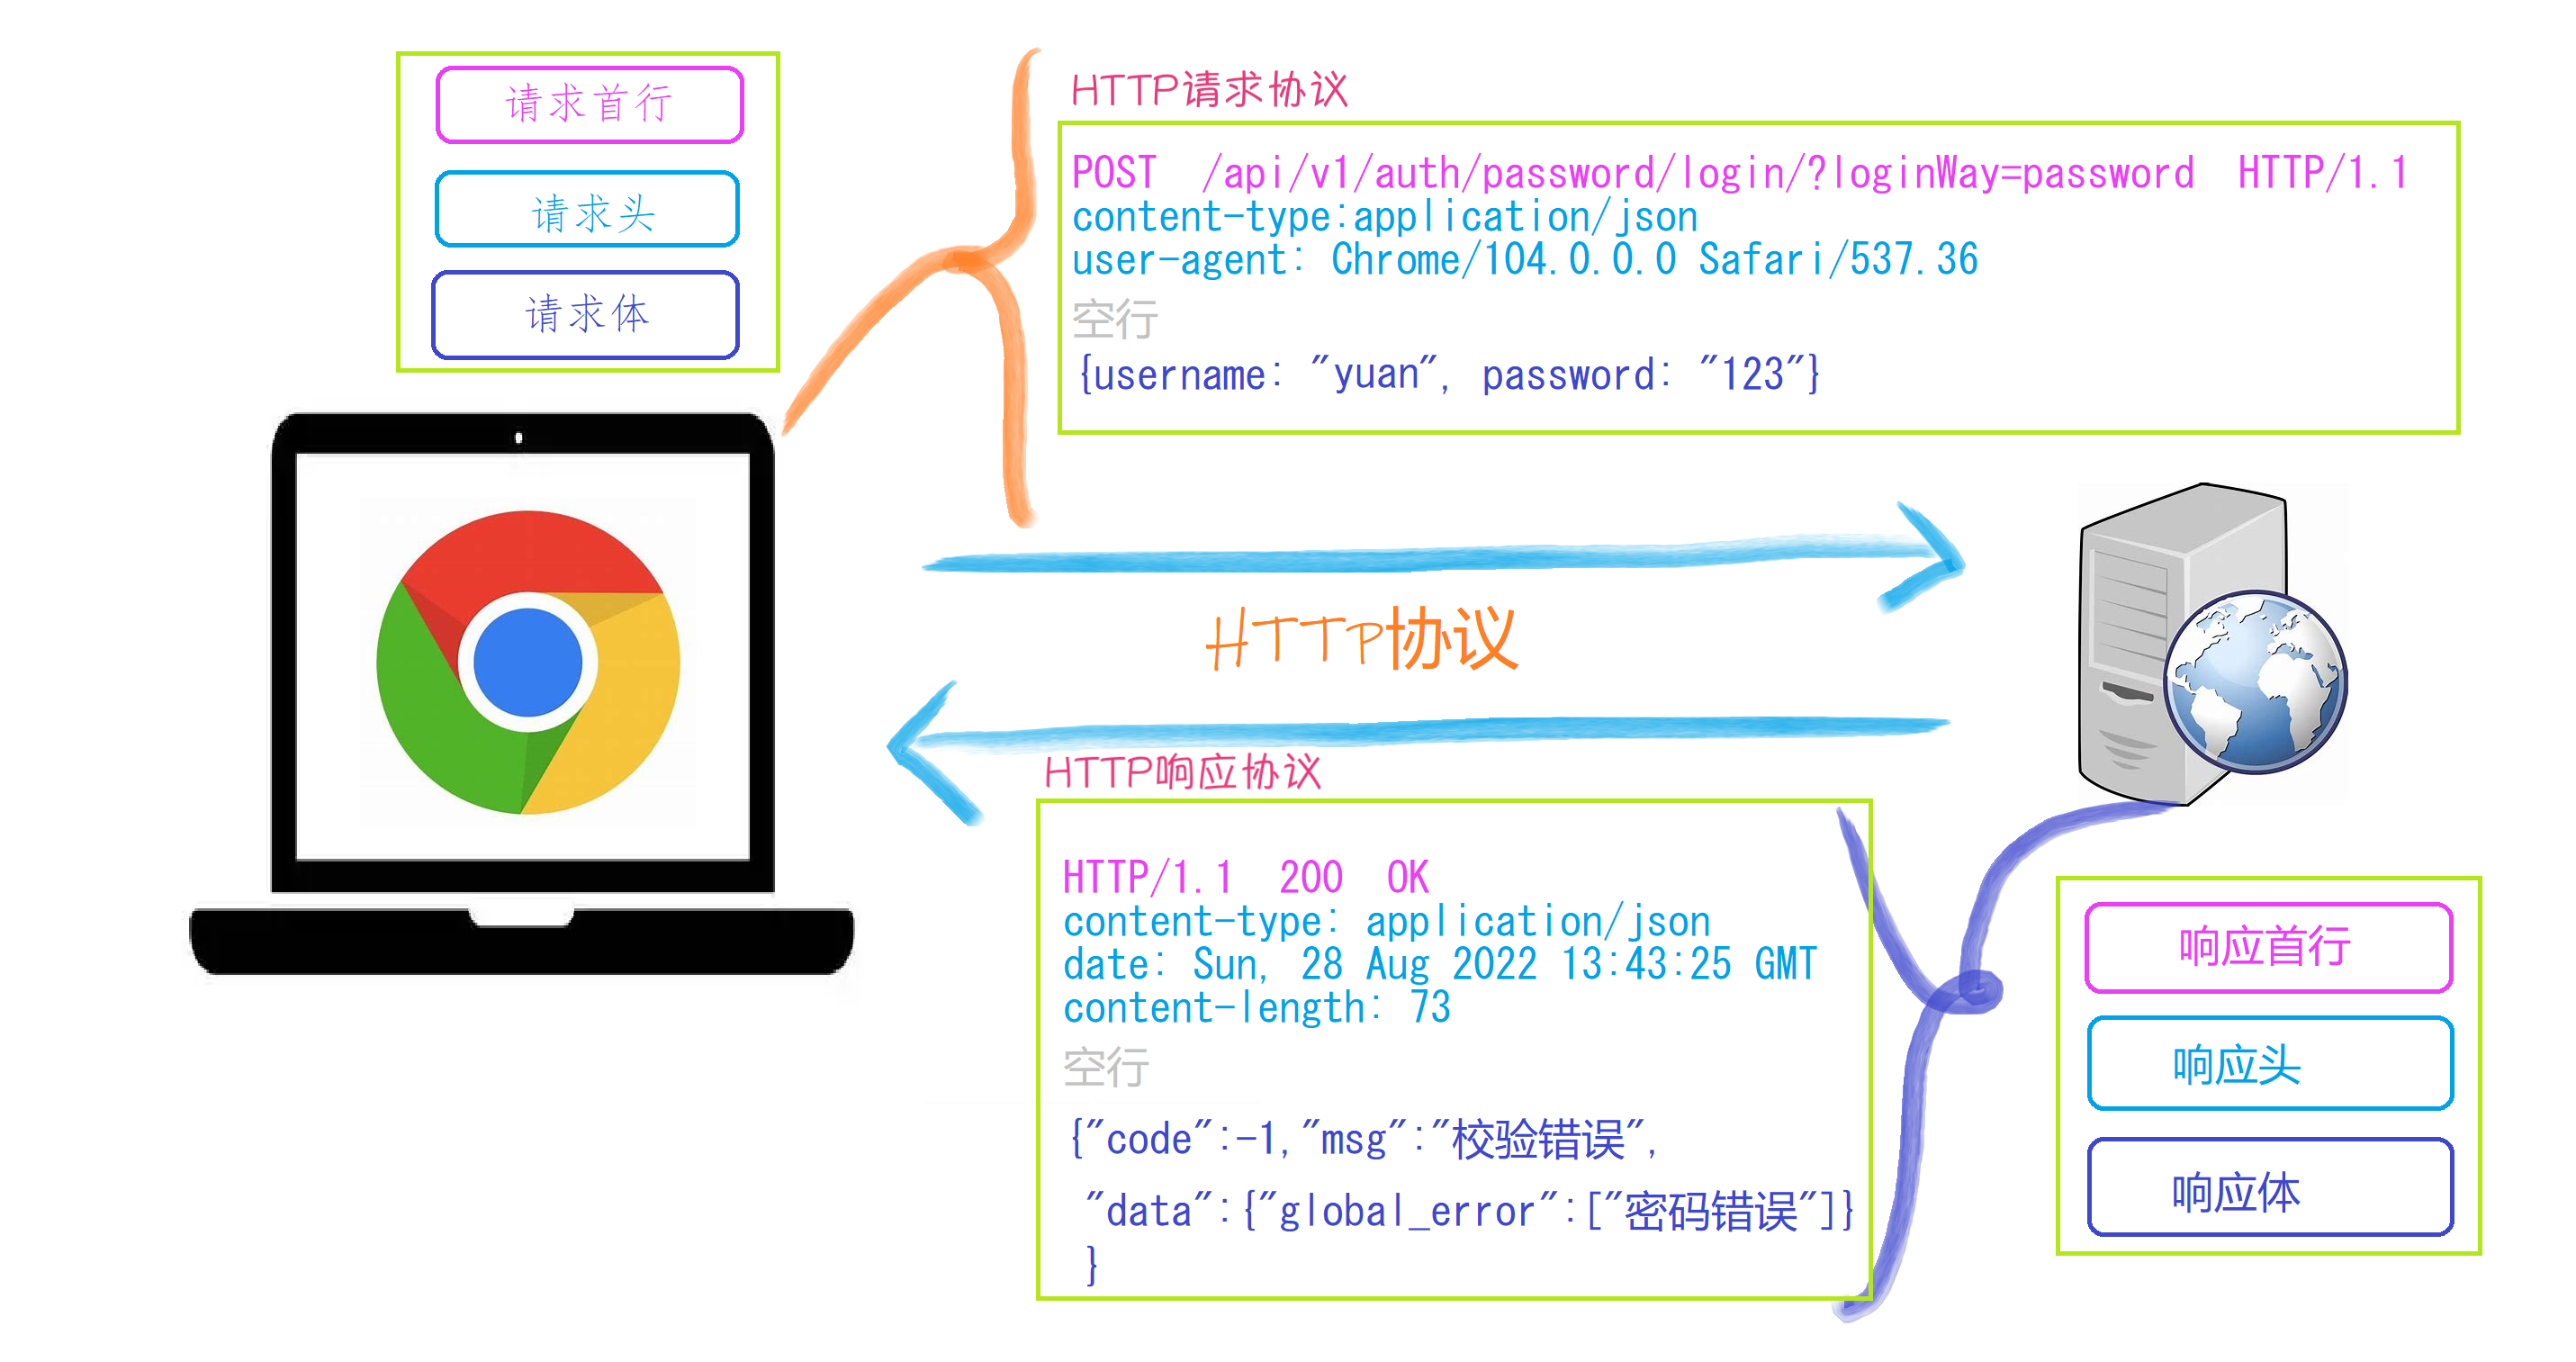 请求首行
请求头
请求体
HTTP请求协议
POST  /api/v1/auth/password/login/?loginWay=password  HTTP/1.1
content-type:application/json
user-agent: Chrome/104.0.0.0 Safari/537.36
空行
{username: "yuan", password: "123"}
HTTP协议
HTTP响应协议
HTTP/1.1  200  OK
content-type: application/json
date: Sun, 28 Aug 2022 13:43:25 GMT
content-length: 73
空行
{"code":-1,"msg":"校验错误",
"data":{"global_error":["密码错误"]}
}
响应首行
响应头
响应体